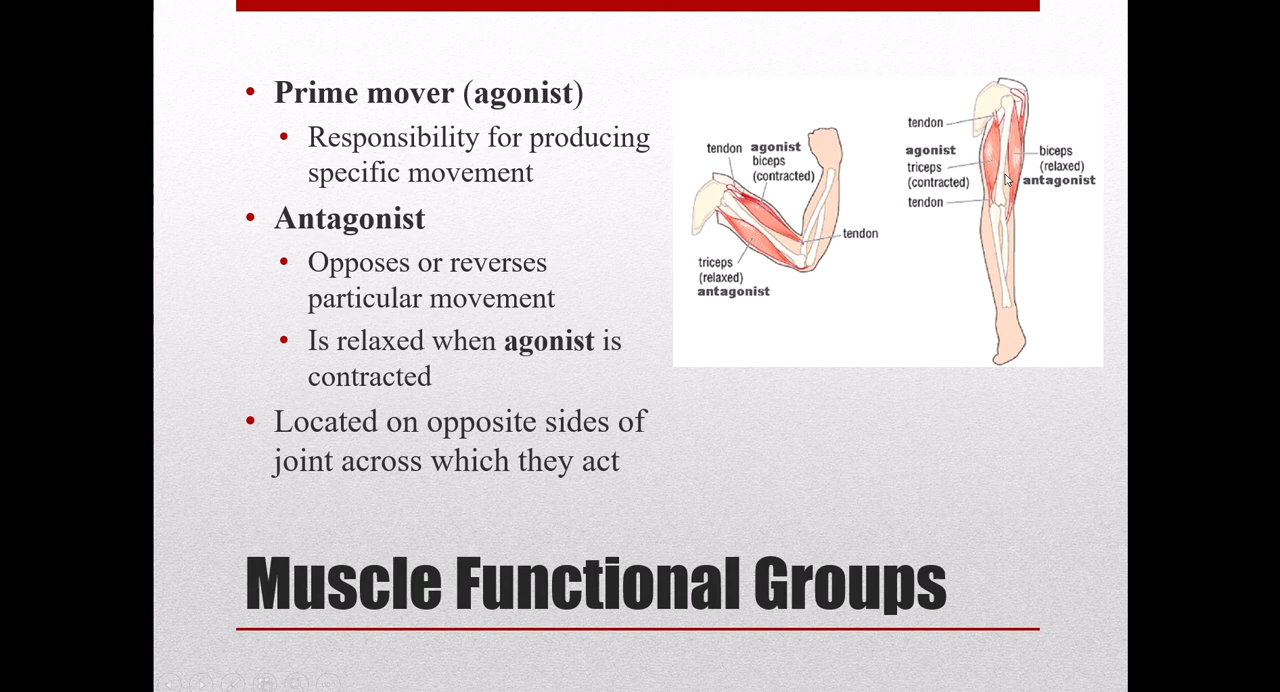 • Prime mover (agonist)
• Responsibility for producing
specific movement
• Antagonist
• Opposes or reverses
particular movement
• Is relaxed when agonist is
contracted
• Located on opposite sides of
joint across which they act
tendon
agonist
biceps
(contracted)
tendon
triceps
(relaxed)
antagonist
tendon
agonist
triceps
(contracted)
tendon
biceps
(relaxed)
antagonist
Muscle Functional Groups